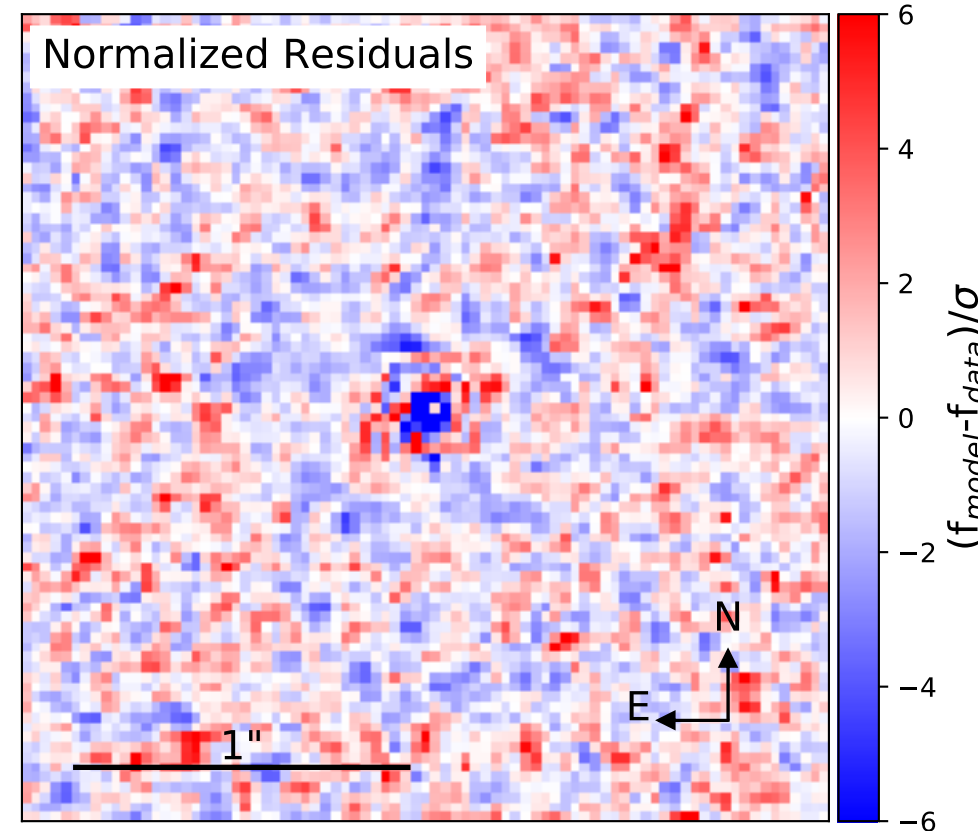 Normalized Residuals
6
4
2
0
−2
−4
−6
(f_model-f_data)/σ
N
E
1"